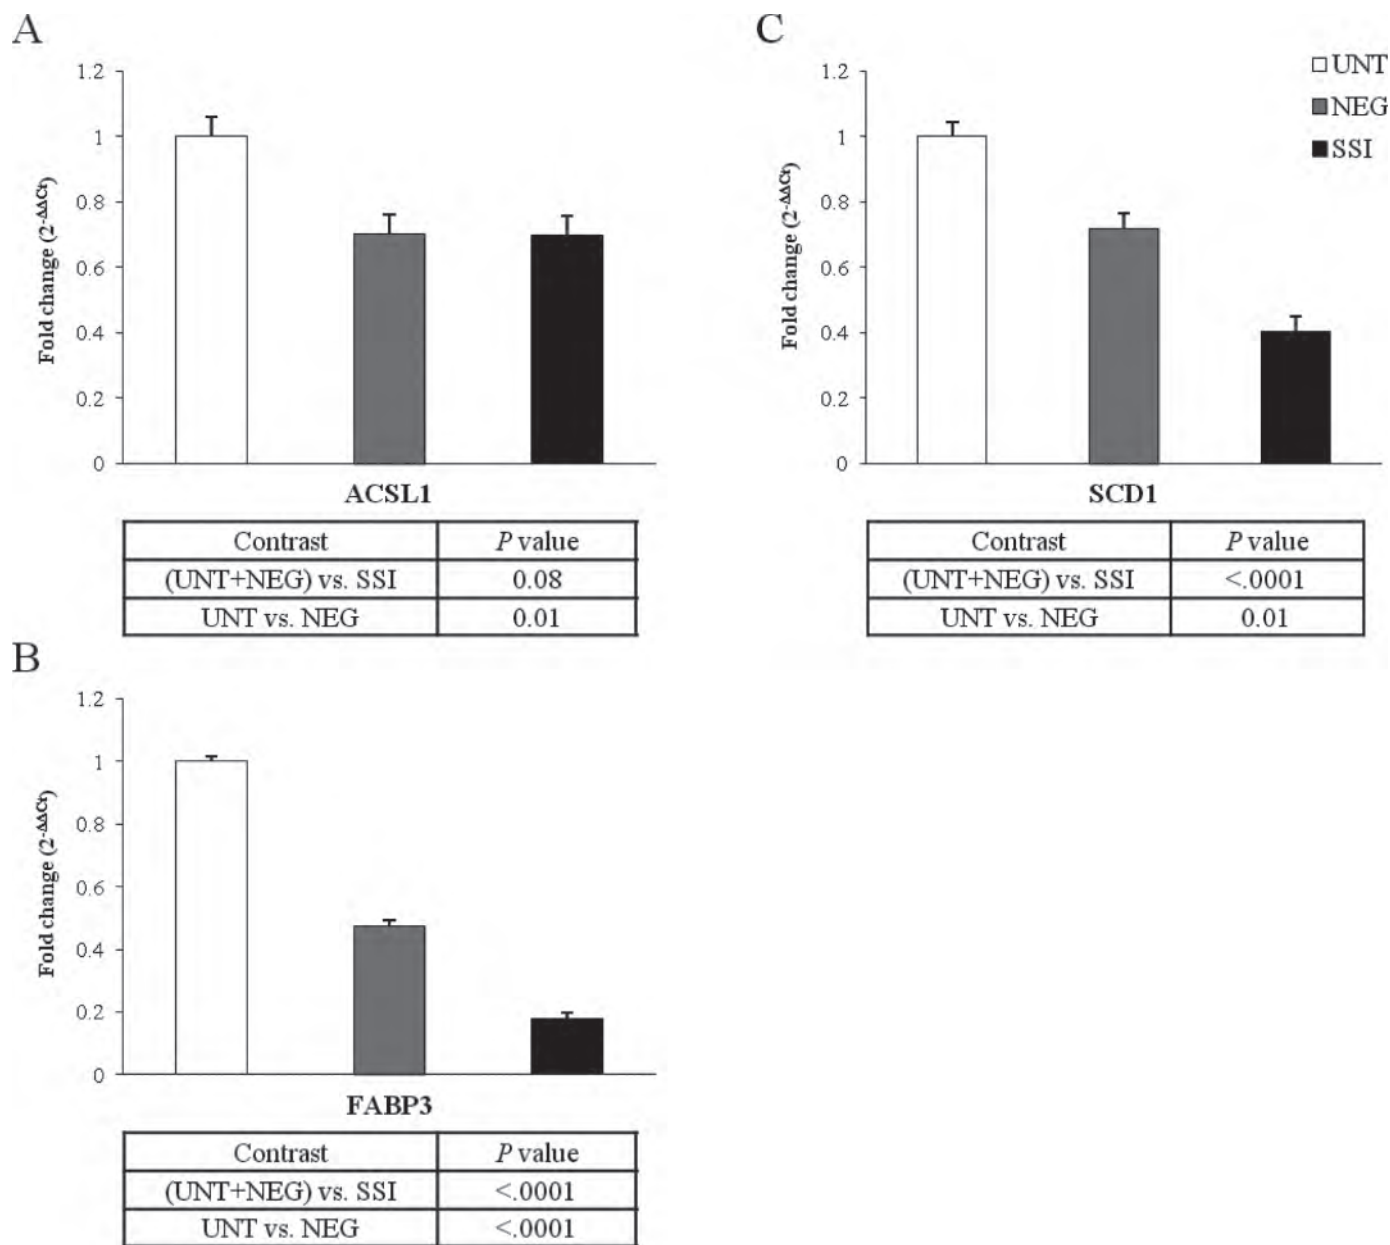 A
1.2
1
0.8
0.6
0.4
0.2
0
Fold change (2-ΔΔCt)
ACSL1
Contrast P value
(UNT+NEG) vs. SSI 0.08
UNT vs. NEG 0.01
B
1.2
1
0.8
0.6
0.4
0.2
0
Fold change (2-ΔΔCt)
FABP3
Contrast P value
(UNT+NEG) vs. SSI <.0001
UNT vs. NEG <.0001
C
UNT
NEG
SSI
1.2
1
0.8
0.6
0.4
0.2
0
Fold change (2-ΔΔCt)
SCD1
Contrast P value
(UNT+NEG) vs. SSI <.0001
UNT vs. NEG 0.01